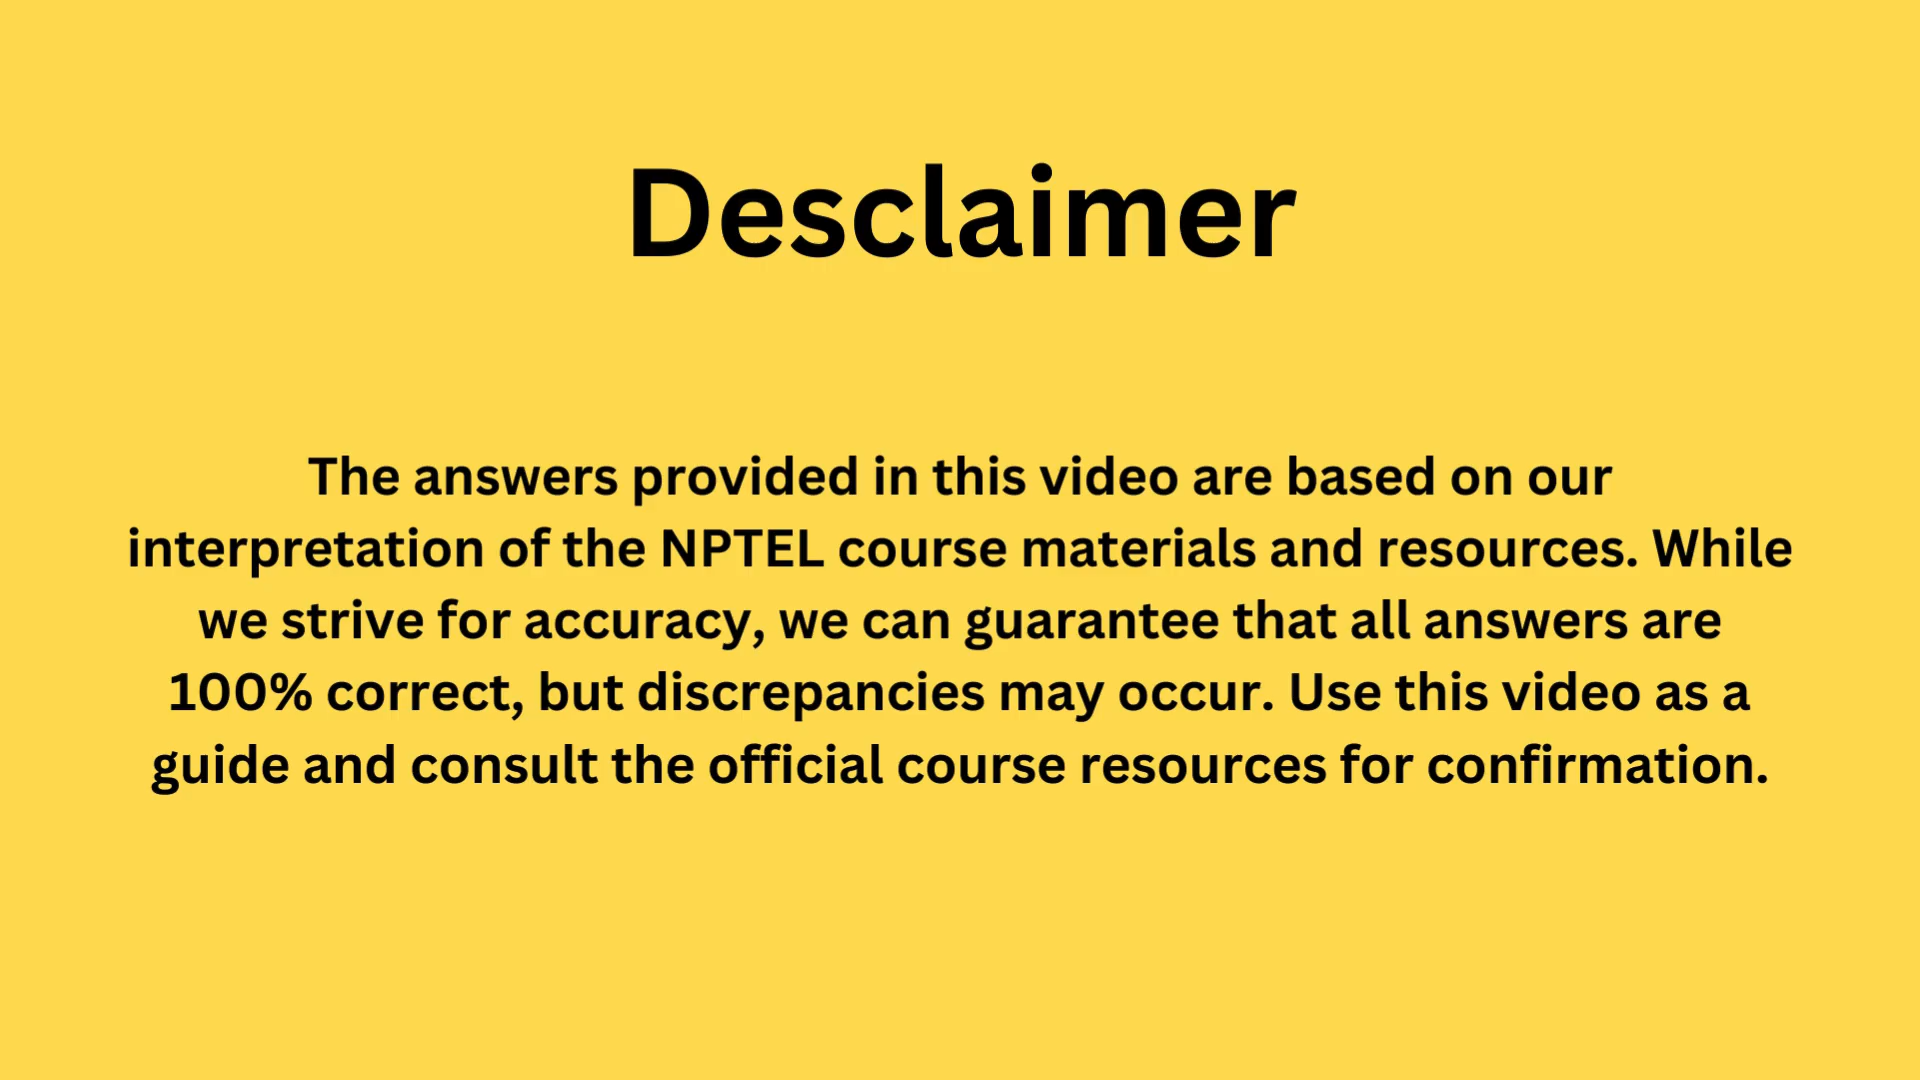 Desclaimer
The answers provided in this video are based on our
interpretation of the NPTEL course materials and resources. While
we strive for accuracy, we can guarantee that all answers are
100% correct, but discrepancies may occur. Use this video as a
guide and consult the official course resources for confirmation.